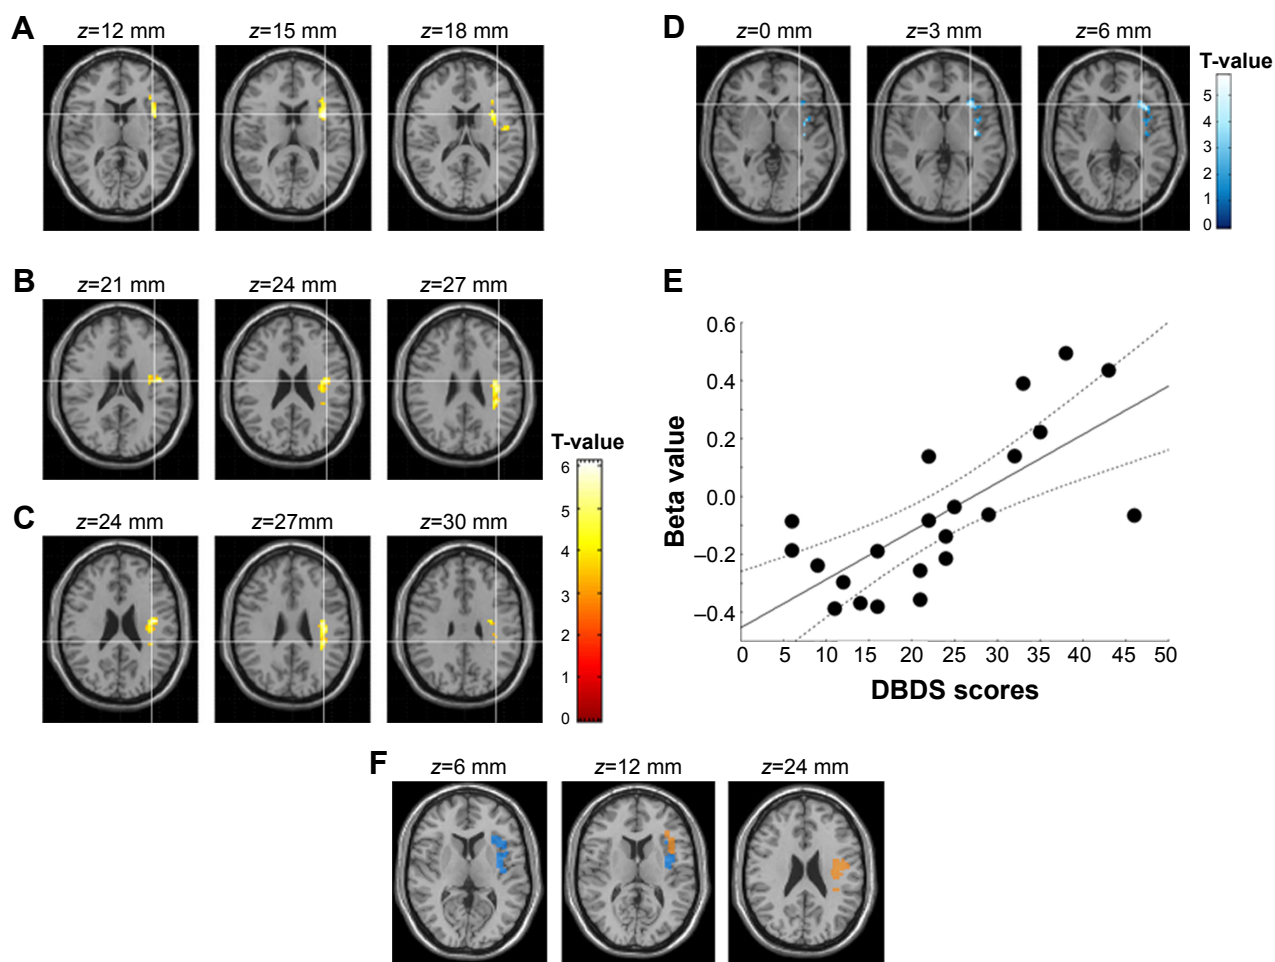 A
z=12 mm
z=15 mm
z=18 mm
B
z=21 mm
z=24 mm
z=27 mm
C
z=24 mm
z=27mm
z=30 mm
T-value
6
5
4
3
2
1
0
D
z=0 mm
z=3 mm
z=6 mm
T-value
5
4
3
2
1
0
E
Beta value
0.6
0.4
0.2
0.0
–0.2
–0.4
0 5 10 15 20 25 30 35 40 45 50
DBDS scores
F
z=6 mm
z=12 mm
z=24 mm